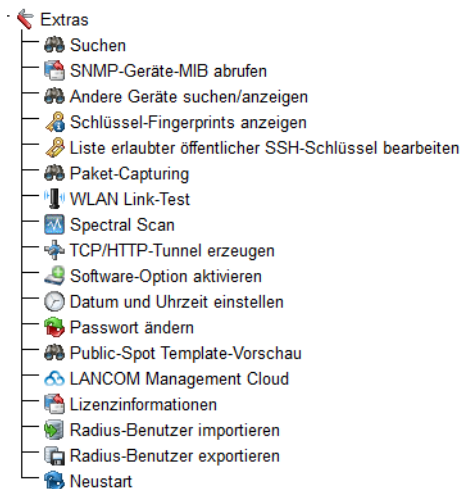 Extras
Suchen
SNMP-Geräte-MIB abrufen
Andere Geräte suchen/anzeigen
Schlüssel-Fingerprints anzeigen
Liste erlaubter öffentlicher SSH-Schlüssel bearbeiten
Paket-Capturing
WLAN Link-Test
Spectral Scan
TCP/HTTP-Tunnel erzeugen
Software-Option aktivieren
Datum und Uhrzeit einstellen
Passwort ändern
Public-Spot Template-Vorschau
LANCOM Management Cloud
Lizenzinformationen
Radius-Benutzer importieren
Radius-Benutzer exportieren
Neustart